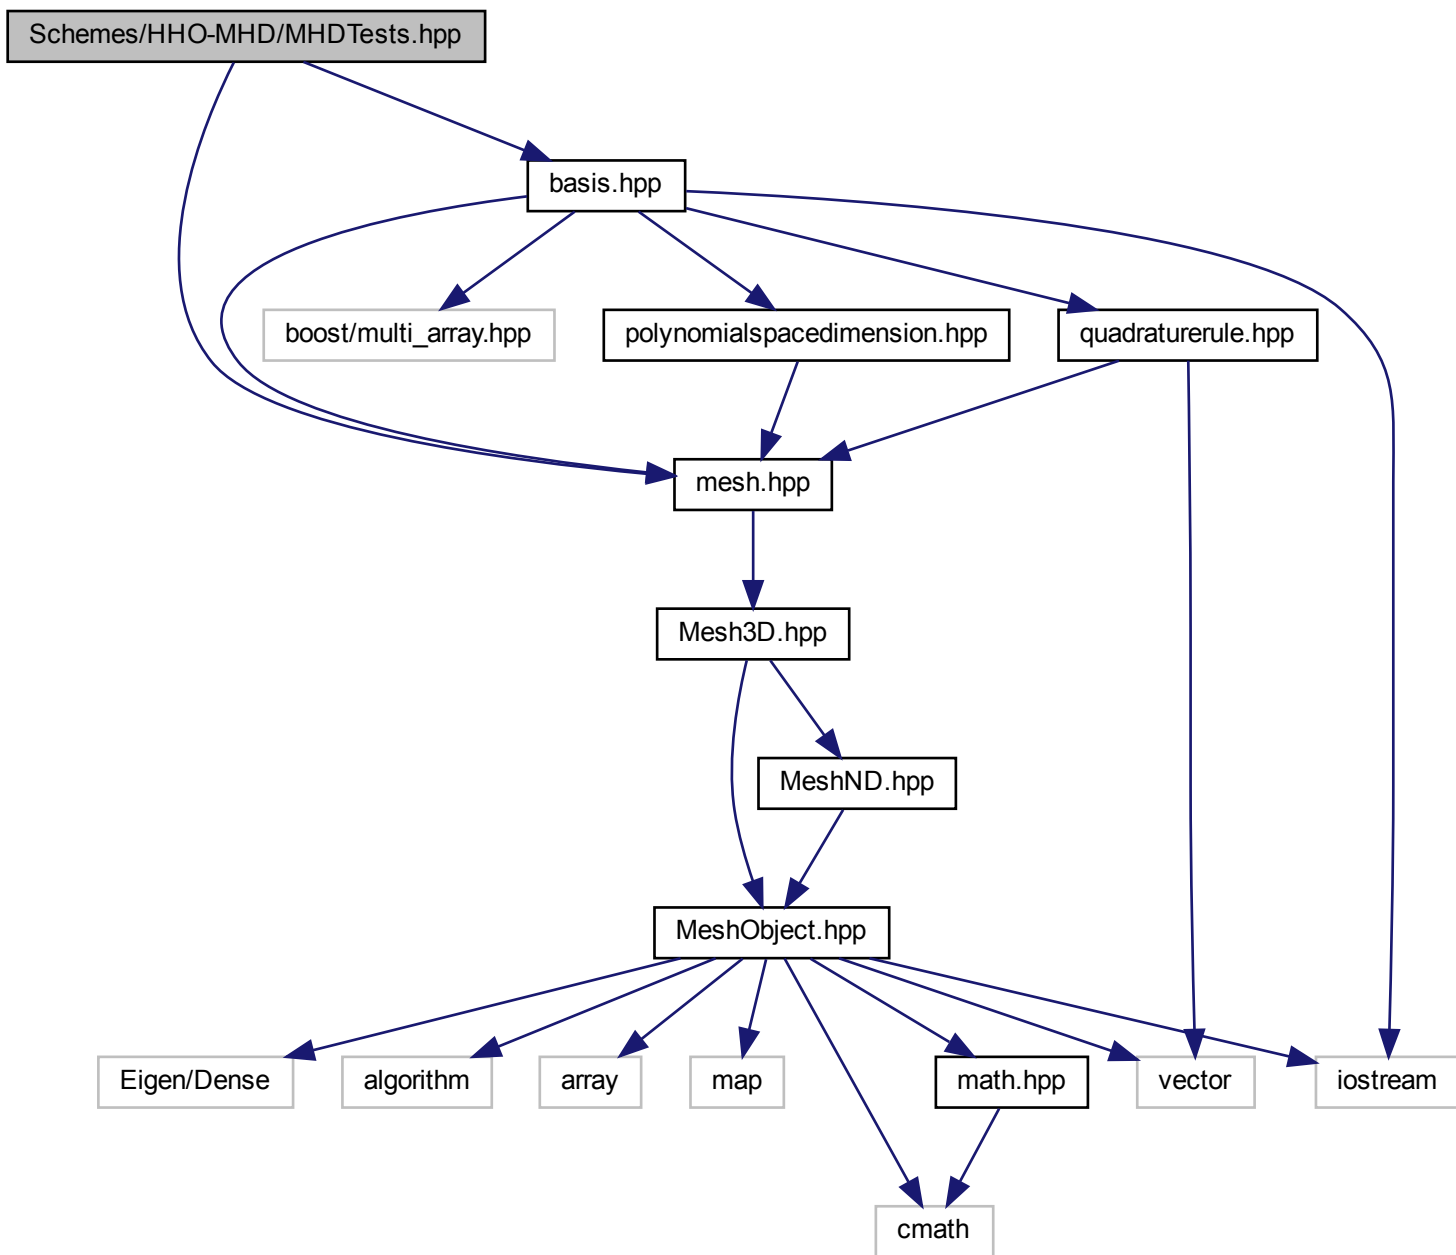 Schemes/HHO-MHD/MHDTests.hpp
basis.hpp
boost/multi_array.hpp
polynomialspacedimension.hpp
quadraturerule.hpp
mesh.hpp
Mesh3D.hpp
MeshND.hpp
MeshObject.hpp
Eigen/Dense
algorithm
array
map
math.hpp
vector
iostream
cmath